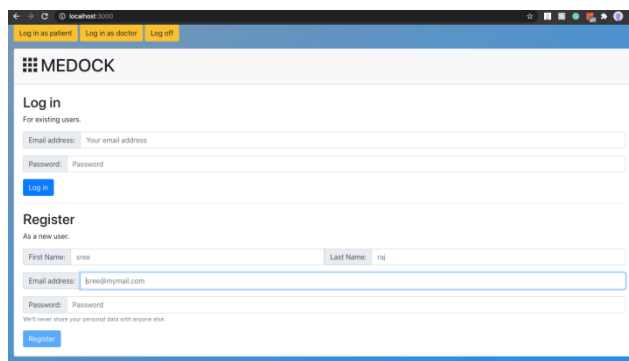 localhost:3000
Log in as patient Log in as doctor Log off
MEDOCK
Log in
For existing users.
Email address: Your email address
Password: Password
Log in
Register
As a new user.
First Name: sree Last Name: raj
Email address: sree@mymail.com
Password: Password
We'll never share your personal data with anyone else.
Register